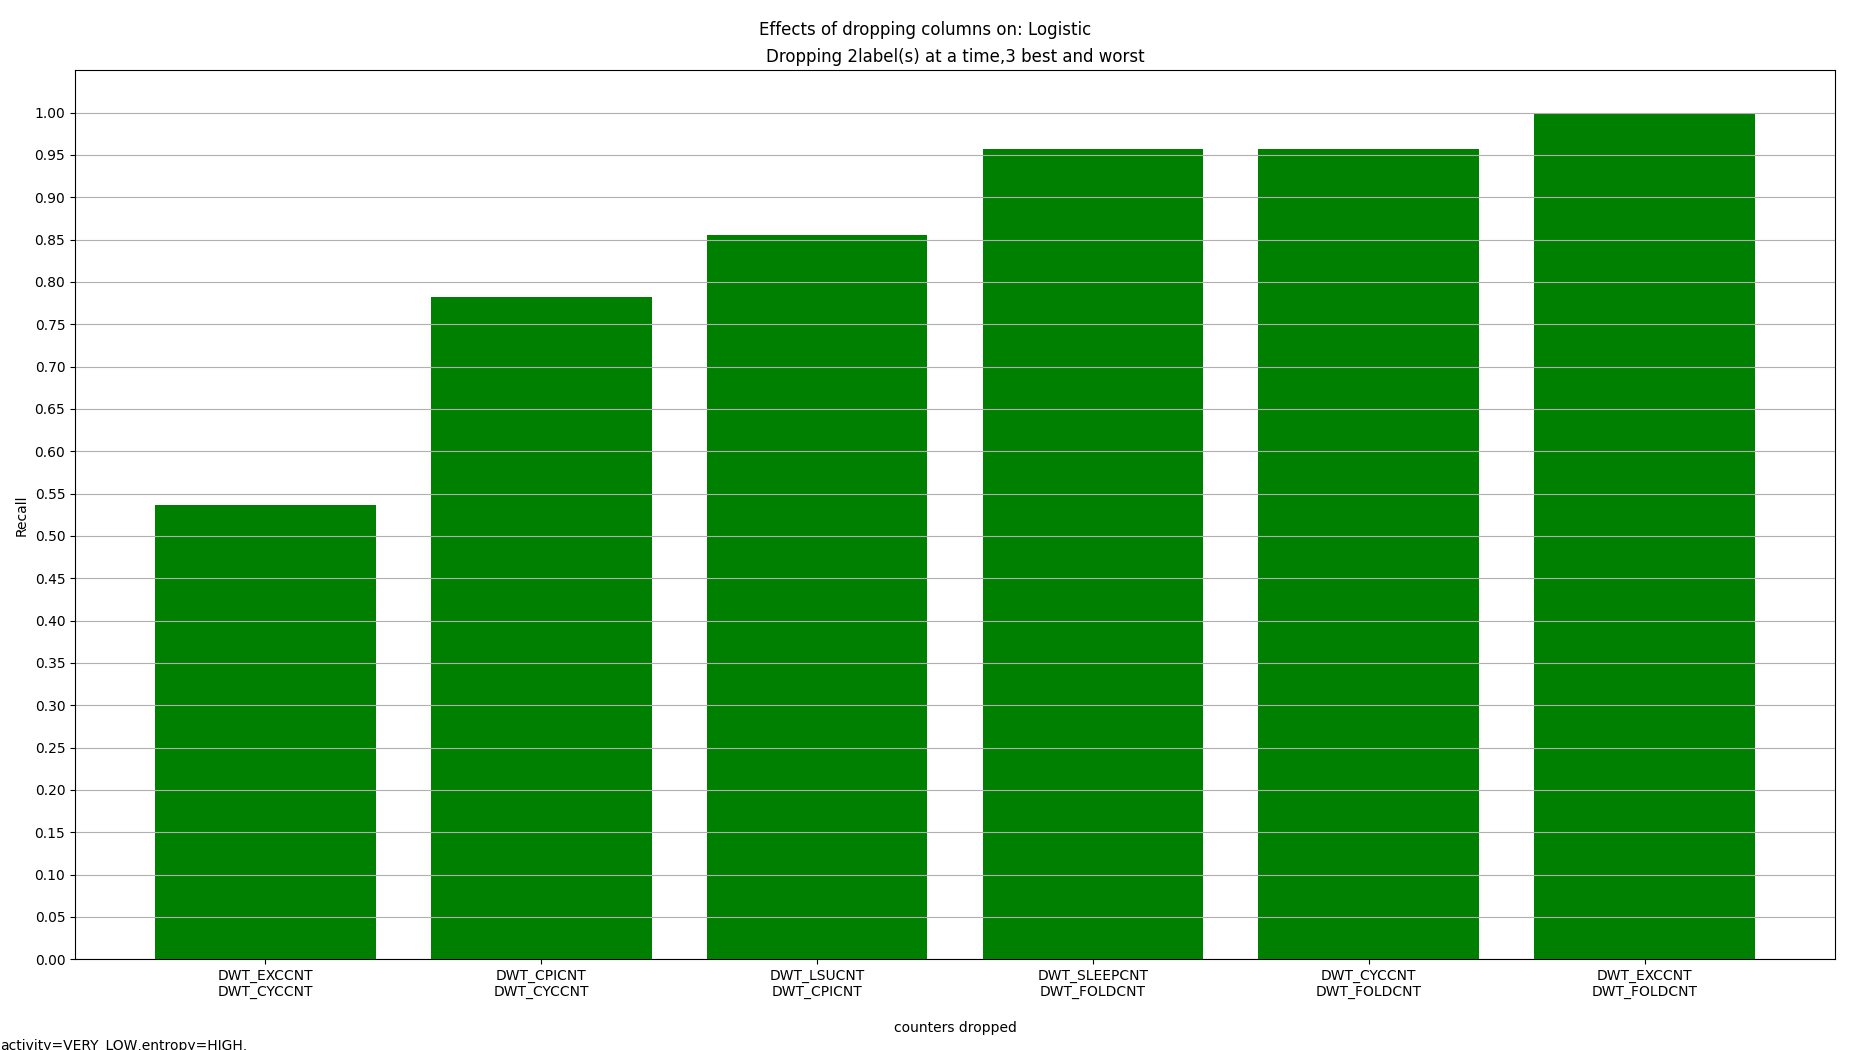 Effects of dropping columns on: Logistic
Dropping 2label(s) at a time,3 best and worst
1.00
0.95
0.90
0.85
0.80
0.75
0.70
0.65
0.60
0.55
0.50
0.45
0.40
0.35
0.30
0.25
0.20
0.15
0.10
0.05
0.00
Recall
DWT_EXCCNT
DWT_CYCCNT
DWT_CPICNT
DWT_CYCCNT
DWT_LSUCNT
DWT_CPICNT
DWT_SLEEPCNT
DWT_FOLDCNT
DWT_CYCCNT
DWT_FOLDCNT
DWT_EXCCNT
DWT_FOLDCNT
counters dropped
activity=VERY_LOW,entropy=HIGH,